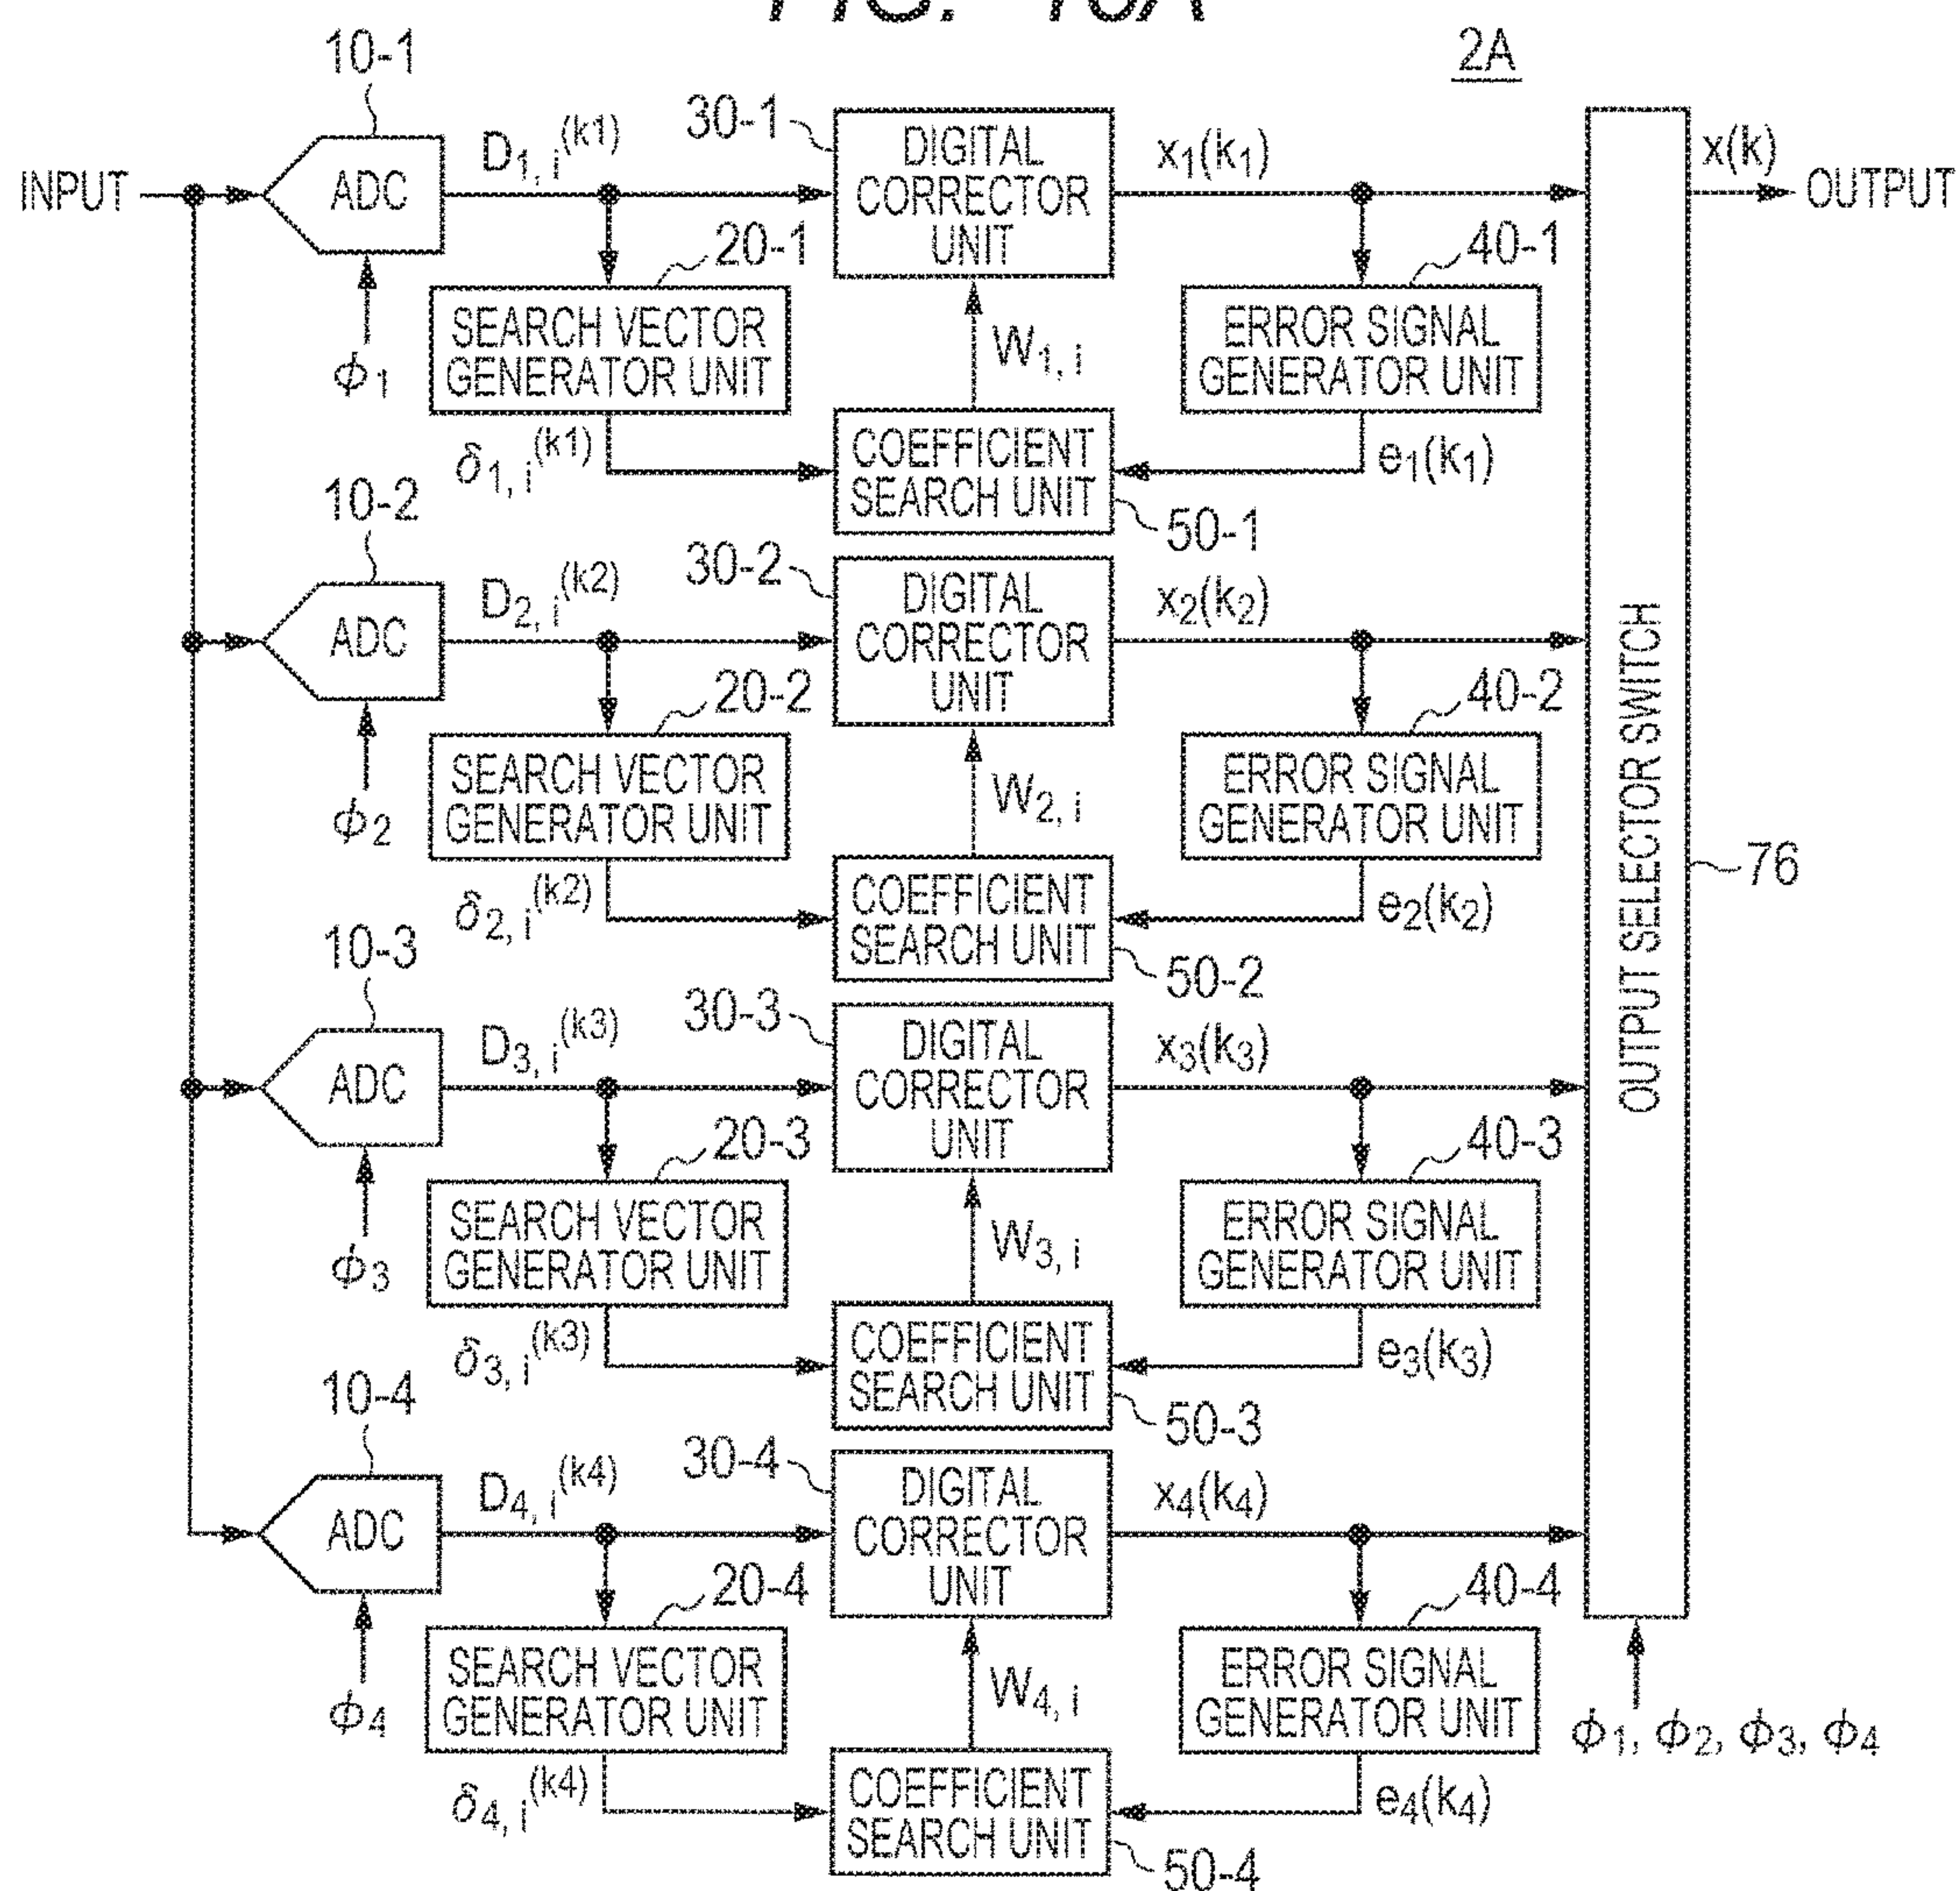 FIG. 10A
2A
10-1
INPUT
ADC
ϕ1
D1, i(k1)
20-1
SEARCH VECTOR
GENERATOR UNIT
δ1, i(k1)
30-1
DIGITAL
CORRECTOR
UNIT
W1, i
COEFFICIENT
SEARCH UNIT
50-1
x1(k1)
40-1
ERROR SIGNAL
GENERATOR UNIT
e1(k1)
x(k)
OUTPUT
10-2
ADC
ϕ2
D2, i(k2)
20-2
SEARCH VECTOR
GENERATOR UNIT
δ2, i(k2)
30-2
DIGITAL
CORRECTOR
UNIT
W2, i
COEFFICIENT
SEARCH UNIT
50-2
x2(k2)
40-2
ERROR SIGNAL
GENERATOR UNIT
e2(k2)
OUTPUT SELECTOR SWITCH
76
10-3
ADC
ϕ3
D3, i(k3)
20-3
SEARCH VECTOR
GENERATOR UNIT
δ3, i(k3)
30-3
DIGITAL
CORRECTOR
UNIT
W3, i
COEFFICIENT
SEARCH UNIT
50-3
x3(k3)
40-3
ERROR SIGNAL
GENERATOR UNIT
e3(k3)
10-4
ADC
ϕ4
D4, i(k4)
20-4
SEARCH VECTOR
GENERATOR UNIT
δ4, i(k4)
30-4
DIGITAL
CORRECTOR
UNIT
W4, i
COEFFICIENT
SEARCH UNIT
50-4
x4(k4)
40-4
ERROR SIGNAL
GENERATOR UNIT
e4(k4)
ϕ1, ϕ2, ϕ3, ϕ4